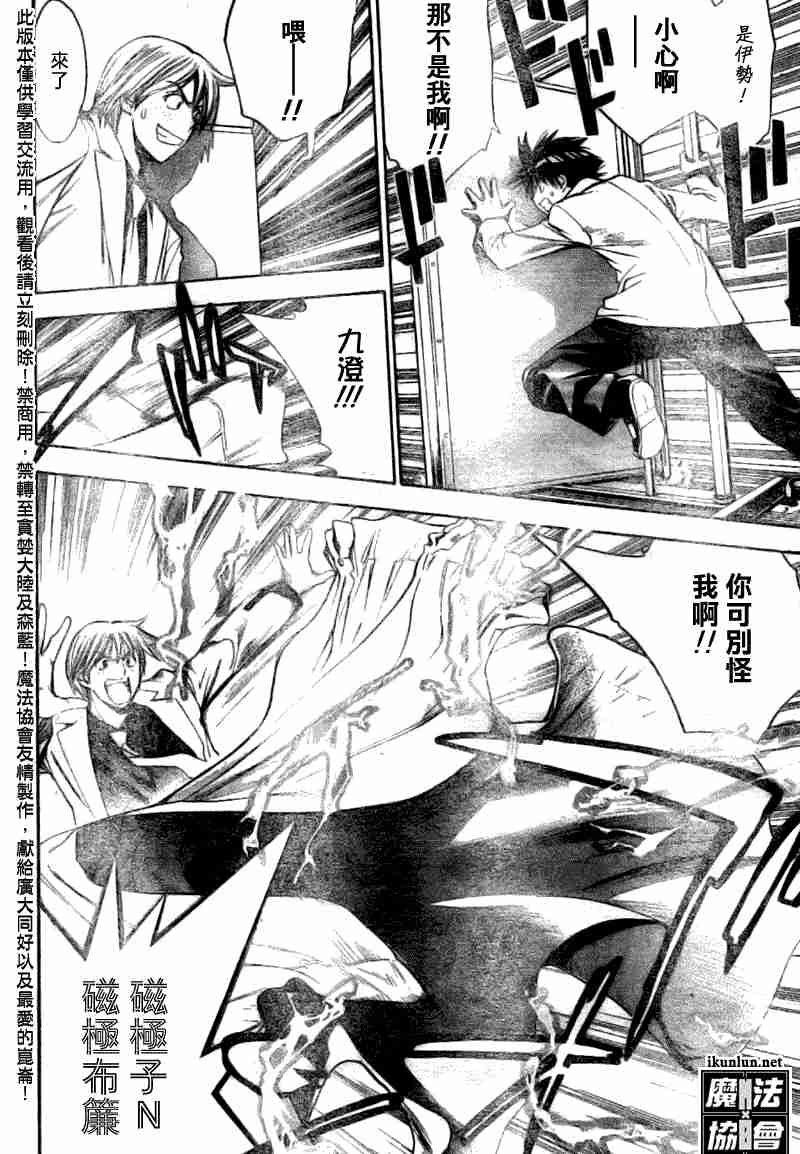 是伊勢！
小心啊
——
那不是我啊!!
喂——!!
來了
九澄!!!
你可別怪
我啊!!
磁極子N
磁極布簾
此版本僅供學習交流用，觀看後請立刻刪除！禁商用，禁轉至貪婪大陸及森藍！魔法協會友情製作，獻給廣大同好以及最愛的崑崙！
ikunlun.net
魔法
協會